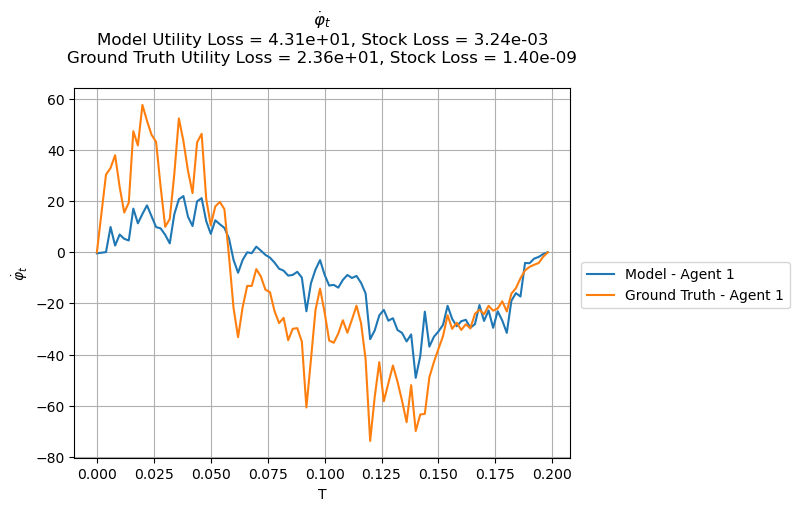 φ̇ₜ
Model Utility Loss = 4.31e+01, Stock Loss = 3.24e-03
Ground Truth Utility Loss = 2.36e+01, Stock Loss = 1.40e-09
60
40
20
0
−20
−40
−60
−80
φ̇ₜ
0.000 0.025 0.050 0.075 0.100 0.125 0.150 0.175 0.200
T
Model - Agent 1
Ground Truth - Agent 1